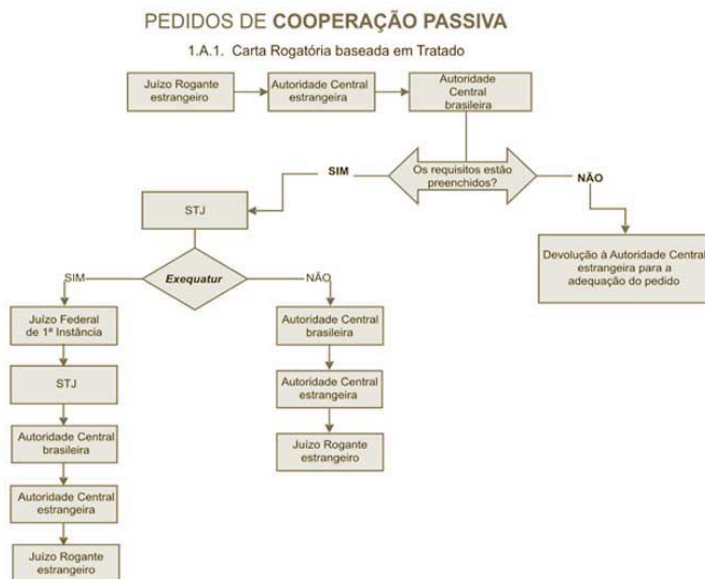 PEDIDOS DE COOPERAÇÃO PASSIVA
1.A.1. Carta Rogatória baseada em Tratado
Juízo Rogante
estrangeiro
Autoridade Central
estrangeira
Autoridade
Central
brasileira
Os requisitos estão
preenchidos?
SIM
NÃO
STJ
Devolução à Autoridade Central
estrangeira para a
adequação do pedido
Exequatur
SIM
NÃO
Juízo Federal
de 1ª Instância
STJ
Autoridade Central
brasileira
Autoridade Central
estrangeira
Juízo Rogante
estrangeiro
Autoridade Central
brasileira
Autoridade Central
estrangeira
Juízo Rogante
estrangeiro